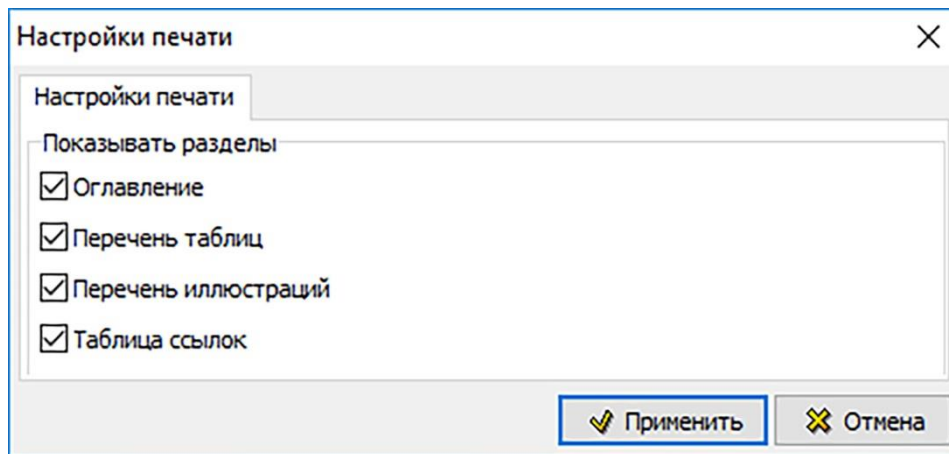 Настройки печати
Настройки печати
Показывать разделы
Оглавление
Перечень таблиц
Перечень иллюстраций
Таблица ссылок
Применить Отмена